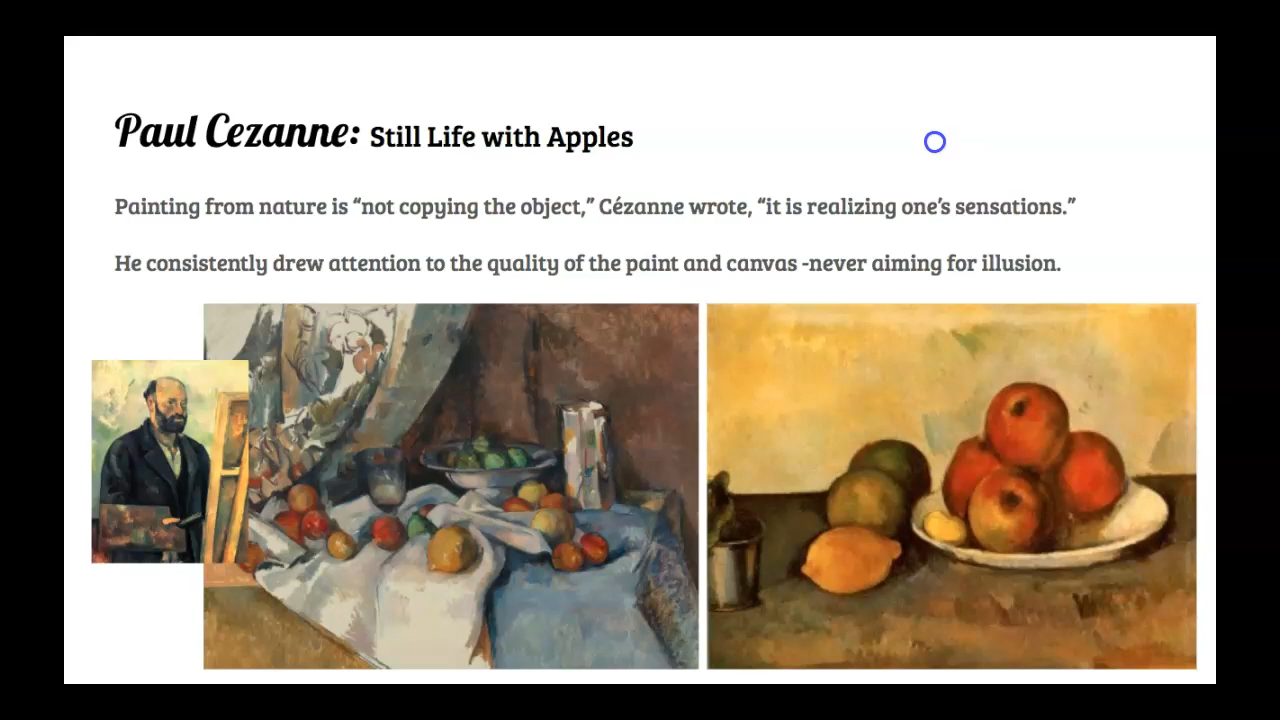 Paul Cezanne: Still Life with Apples
Painting from nature is “not copying the object,” Cézanne wrote, “it is realizing one’s sensations.”
He consistently drew attention to the quality of the paint and canvas -never aiming for illusion.